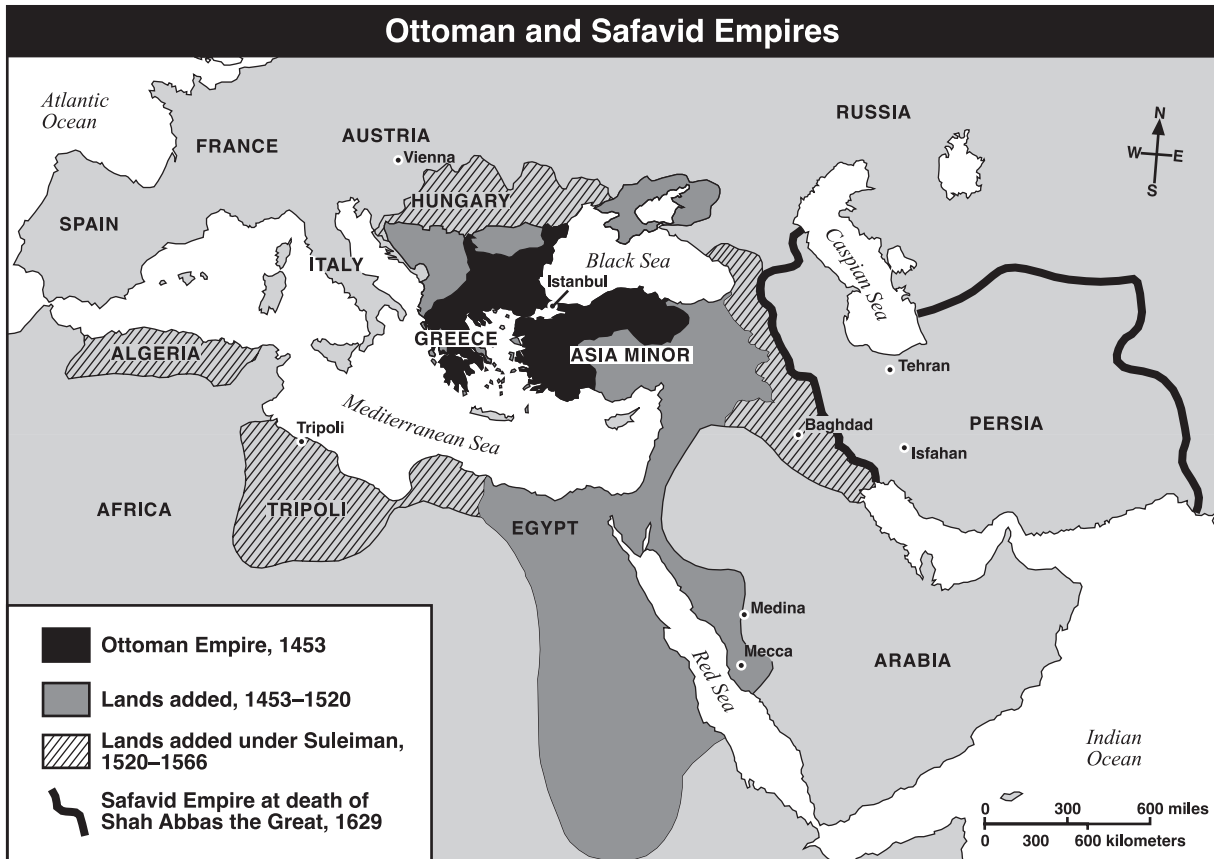 Ottoman and Safavid Empires
Atlantic
Ocean
RUSSIA
N
W
E
S
FRANCE
AUSTRIA
Vienna
HUNGARY
SPAIN
ITALY
Black Sea
Caspian Sea
Istanbul
GREECE
ASIA MINOR
ALGERIA
Tehran
Mediterranean Sea
Tripoli
Baghdad
PERSIA
Isfahan
AFRICA
TRIPOLI
EGYPT
Medina
Mecca
Red Sea
ARABIA
Indian
Ocean
Ottoman Empire, 1453
Lands added, 1453–1520
Lands added under Suleiman,
1520–1566
Safavid Empire at death of
Shah Abbas the Great, 1629
0 300 600 miles
0 300 600 kilometers